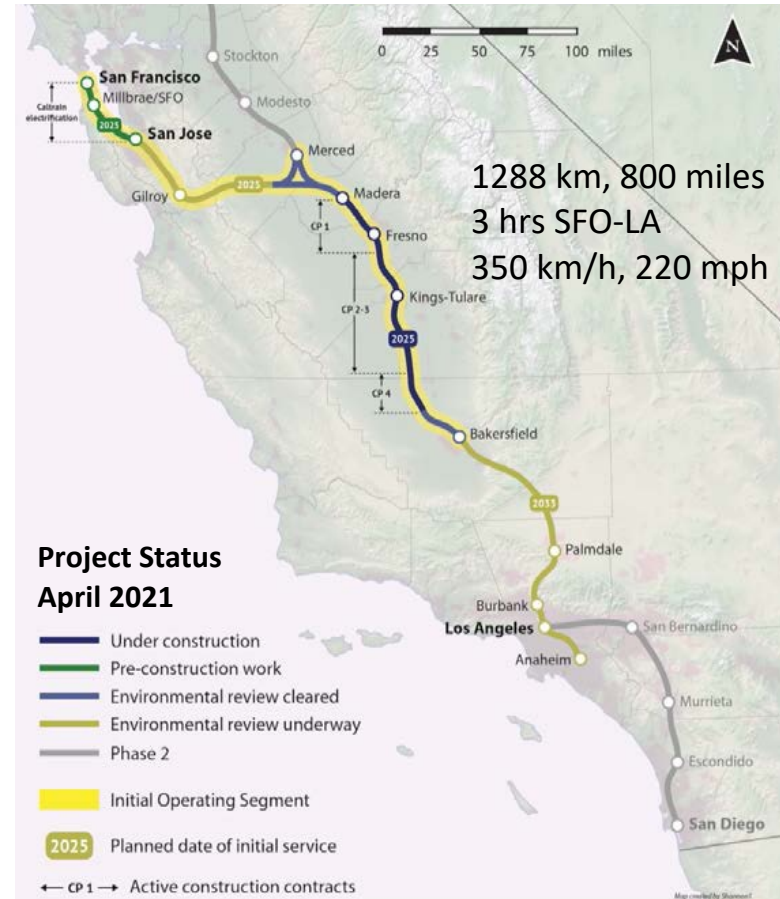 Stockton
0 25 50 75 100 miles
N
San Francisco
Millbrae/SFO
Modesto
Caltrain
electrification
2025
San Jose
Merced
Gilroy
2025
Madera
CP 1
Fresno
1288 km, 800 miles
3 hrs SFO-LA
350 km/h, 220 mph
Kings-Tulare
CP 2-3
2025
CP 4
Bakersfield
2033
Palmdale
Burbank
Los Angeles
San Bernardino
Anaheim
Murrieta
Escondido
San Diego
Project Status
April 2021
Under construction
Pre-construction work
Environmental review cleared
Environmental review underway
Phase 2
Initial Operating Segment
2025 Planned date of initial service
← CP 1 → Active construction contracts
Map created by Shannon1